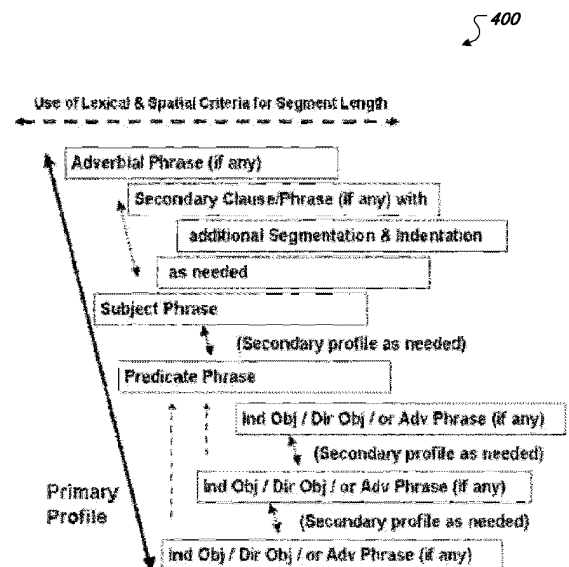 400
Use of Lexical & Spatial Criteria for Segment Length
Adverbial Phrase (if any)
Secondary Clause/Phrase (if any) with
additional Segmentation & Indentation
as needed
Subject Phrase
(Secondary profile as needed)
Predicate Phrase
Ind Obj / Dir Obj / or Adv Phrase (if any)
(Secondary profile as needed)
Ind Obj / Dir Obj / or Adv Phrase (if any)
Primary
Profile
(Secondary profile as needed)
Ind Obj / Dir Obj / or Adv Phrase (if any)